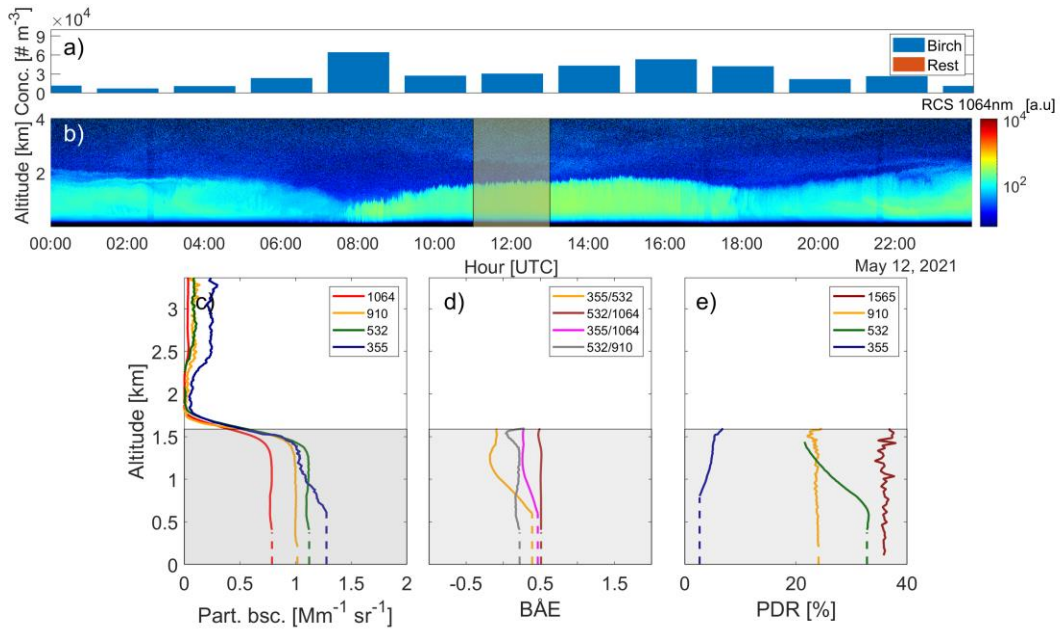 ×10⁴
Conc. [# m⁻³]
9
6
3
0
a)
Birch
Rest
RCS 1064nm [a.u]
Altitude [km]
4
2
b)
10⁴
10²
00:00 02:00 04:00 06:00 08:00 10:00 12:00 14:00 16:00 18:00 20:00 22:00
Hour [UTC]
May 12, 2021
Altitude [km]
3
2.5
2
1.5
1
0.5
0
c)
1064
910
532
355
0 0.5 1 1.5 2
Part. bsc. [Mm⁻¹ sr⁻¹]
d)
355/532
532/1064
355/1064
532/910
-0.5 0.5
BÅE
e)
1565
910
532
355
0 20 40
PDR [%]